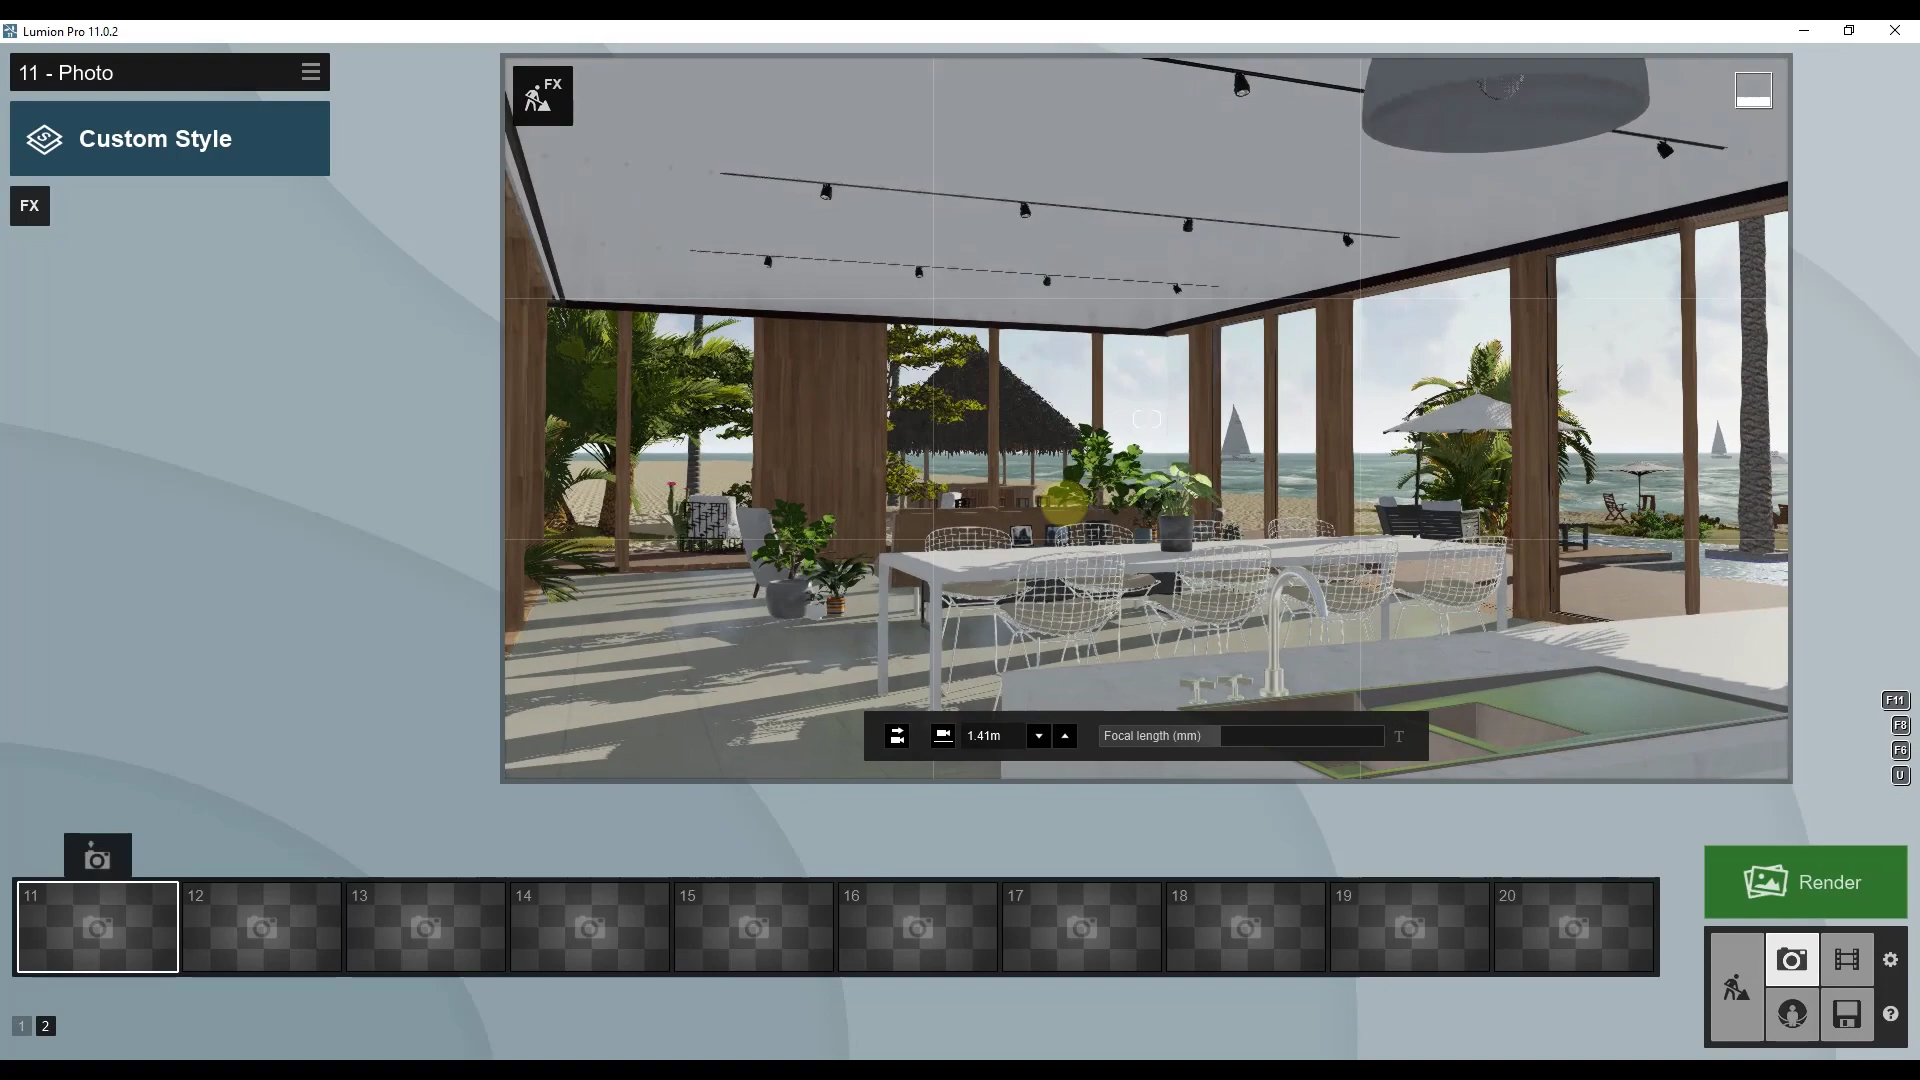 Lumion Pro 11.0.2
11 - Photo
Custom Style
FX
FX
1.41m
Focal length (mm)
T
F11
F8
F6
U
Render
11
12
13
14
15
16
17
18
19
20
1
2
?